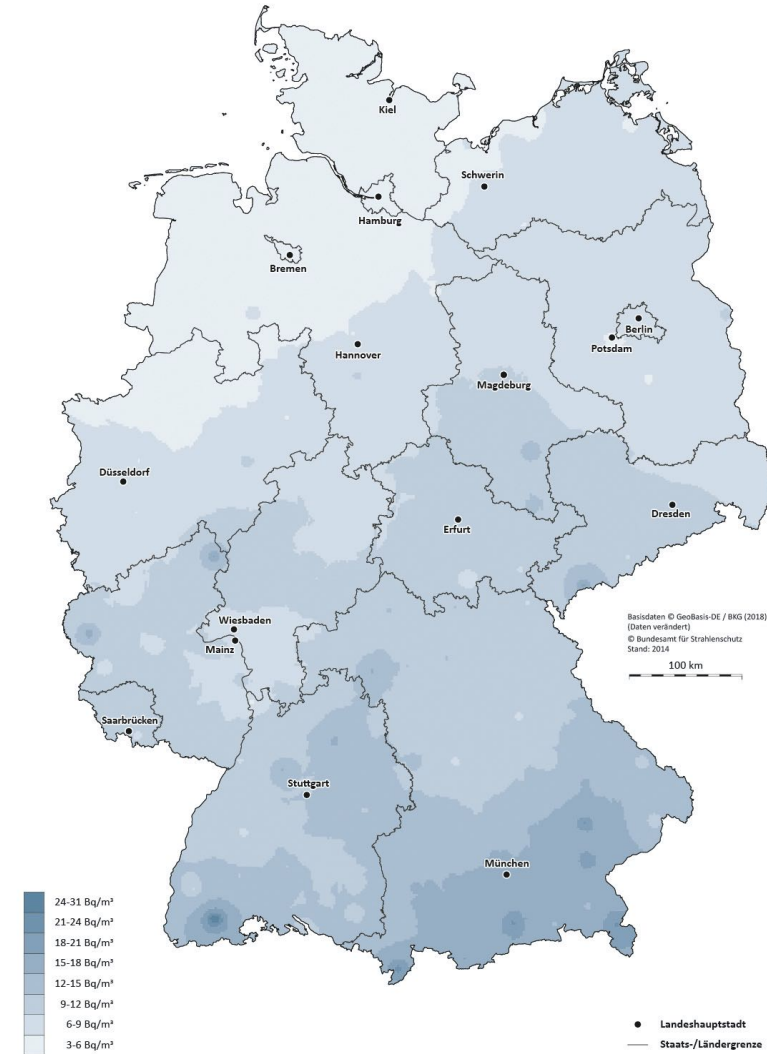 Kiel
Schwerin
Hamburg
Bremen
Berlin
Potsdam
Hannover
Magdeburg
Düsseldorf
Dresden
Erfurt
Basisdaten © GeoBasis-DE / BKG (2018)
(Daten verändert)
© Bundesamt für Strahlenschutz
Stand: 2014
100 km
Wiesbaden
Mainz
Saarbrücken
Stuttgart
München
24-31 Bq/m³
21-24 Bq/m³
18-21 Bq/m³
15-18 Bq/m³
12-15 Bq/m³
9-12 Bq/m³
6-9 Bq/m³
3-6 Bq/m³
Landeshauptstadt
Staats-/Ländergrenze